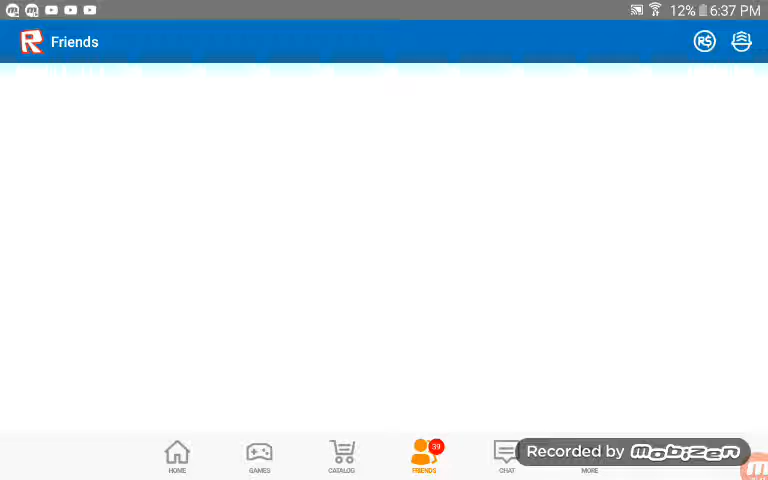 12% 6:37 PM
R Friends R$
39
HOME GAMES CATALOG FRIENDS CHAT MORE
Recorded by mobizen